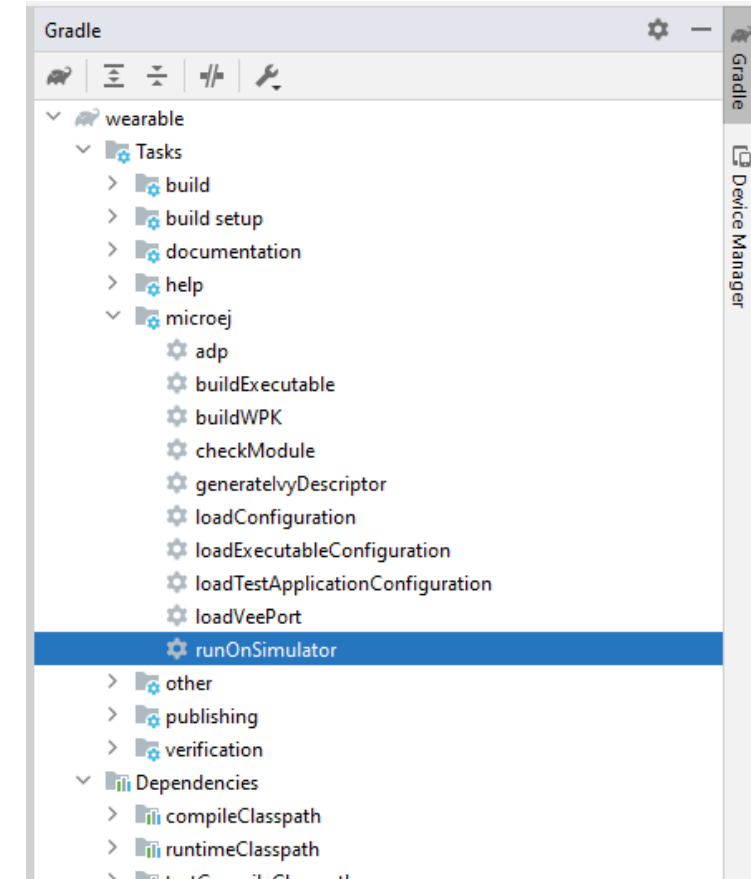 Gradle
wearable
Tasks
build
build setup
documentation
help
microej
adp
buildExecutable
buildWPK
checkModule
generateIvyDescriptor
loadConfiguration
loadExecutableConfiguration
loadTestApplicationConfiguration
loadVeePort
runOnSimulator
other
publishing
verification
Dependencies
compileClasspath
runtimeClasspath
Gradle
Device Manager